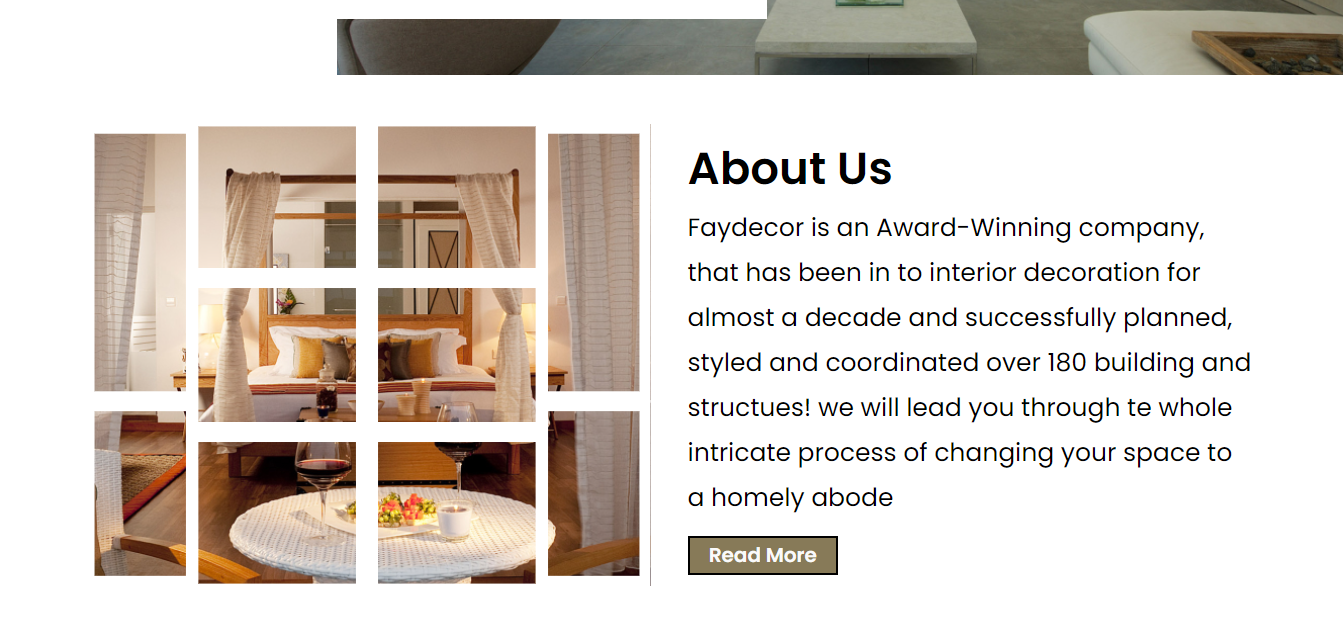 About Us
Faydecor is an Award-Winning company,
that has been in to interior decoration for
almost a decade and successfully planned,
styled and coordinated over 180 building and
structues! we will lead you through te whole
intricate process of changing your space to
a homely abode
Read More